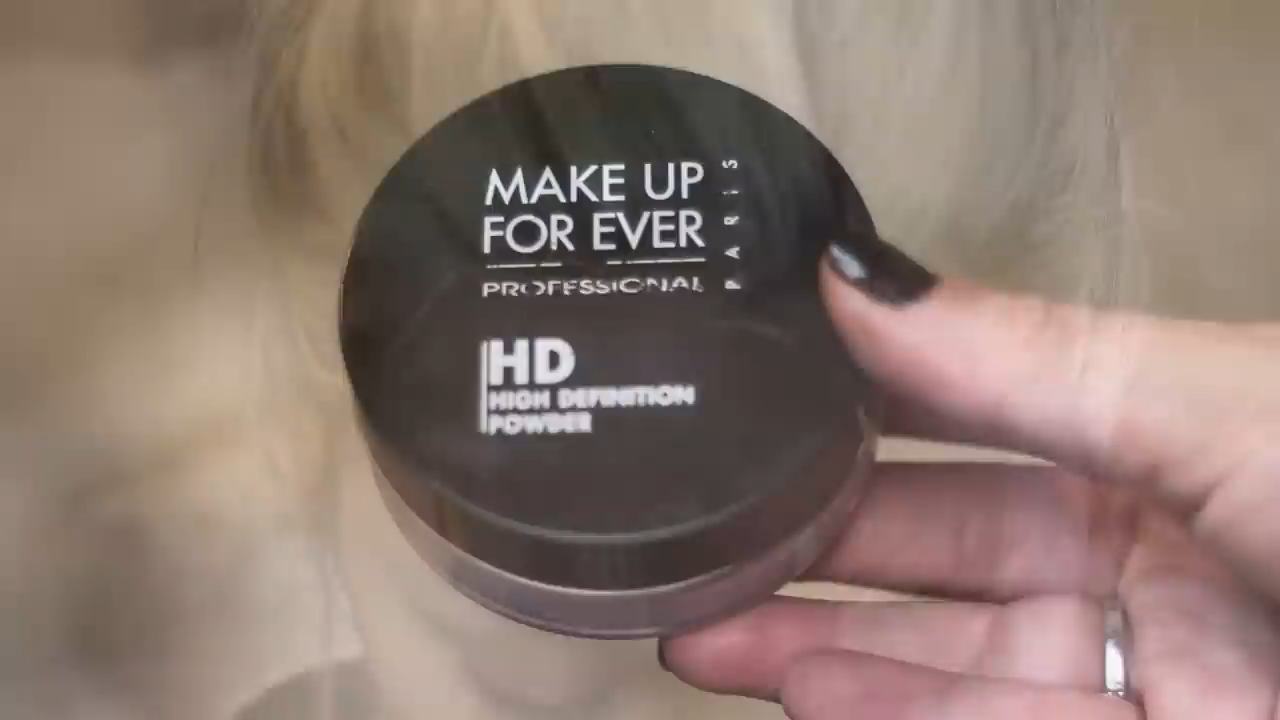 MAKE UP
FOR EVER
PROFESSIONAL
PARIS
HD
HIGH DEFINITION
POWDER